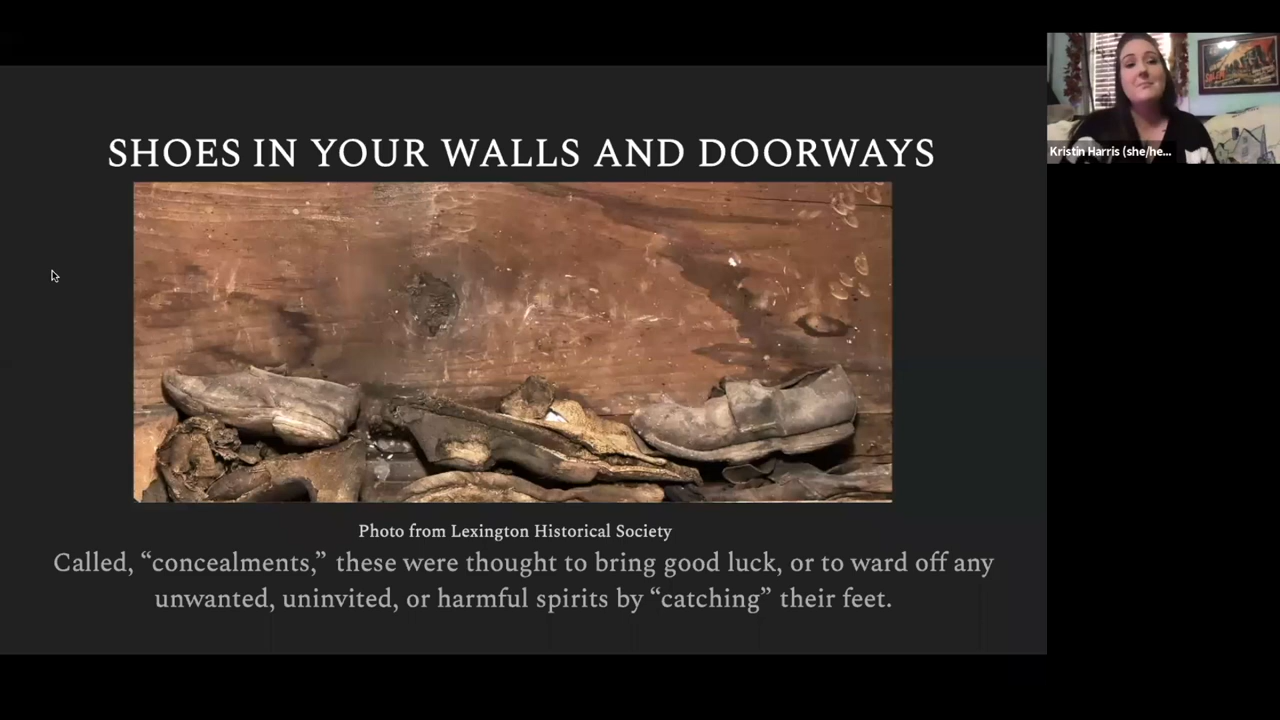 SHOES IN YOUR WALLS AND DOORWAYS
Photo from Lexington Historical Society
Called, “concealments,” these were thought to bring good luck, or to ward off any
unwanted, uninvited, or harmful spirits by “catching” their feet.
Kristin Harris (she/he...